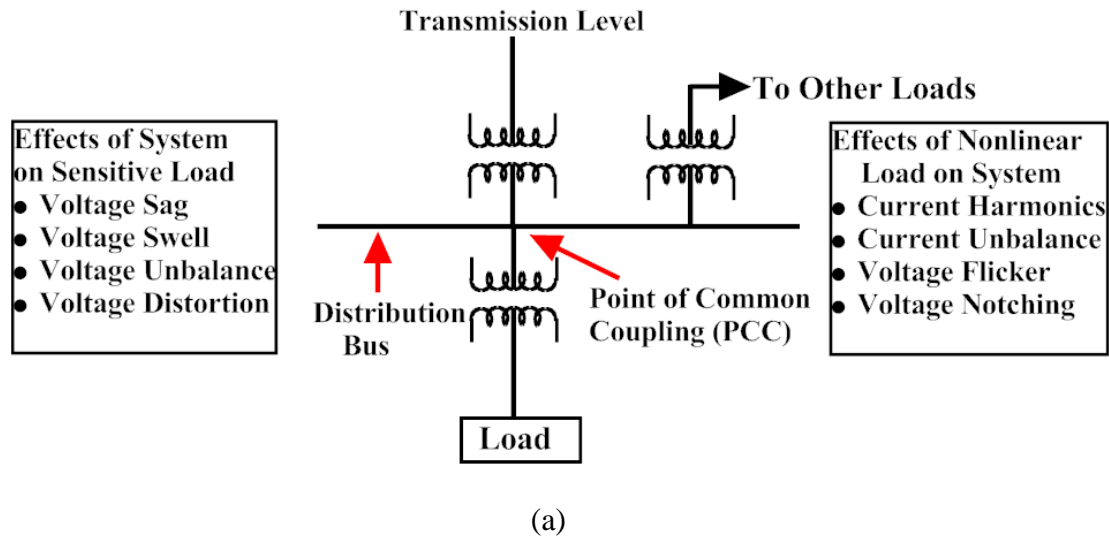 Transmission Level
To Other Loads
Effects of System
on Sensitive Load
● Voltage Sag
● Voltage Swell
● Voltage Unbalance
● Voltage Distortion
Effects of Nonlinear
Load on System
● Current Harmonics
● Current Unbalance
● Voltage Flicker
● Voltage Notching
Distribution
Bus
Point of Common
Coupling (PCC)
Load
(a)